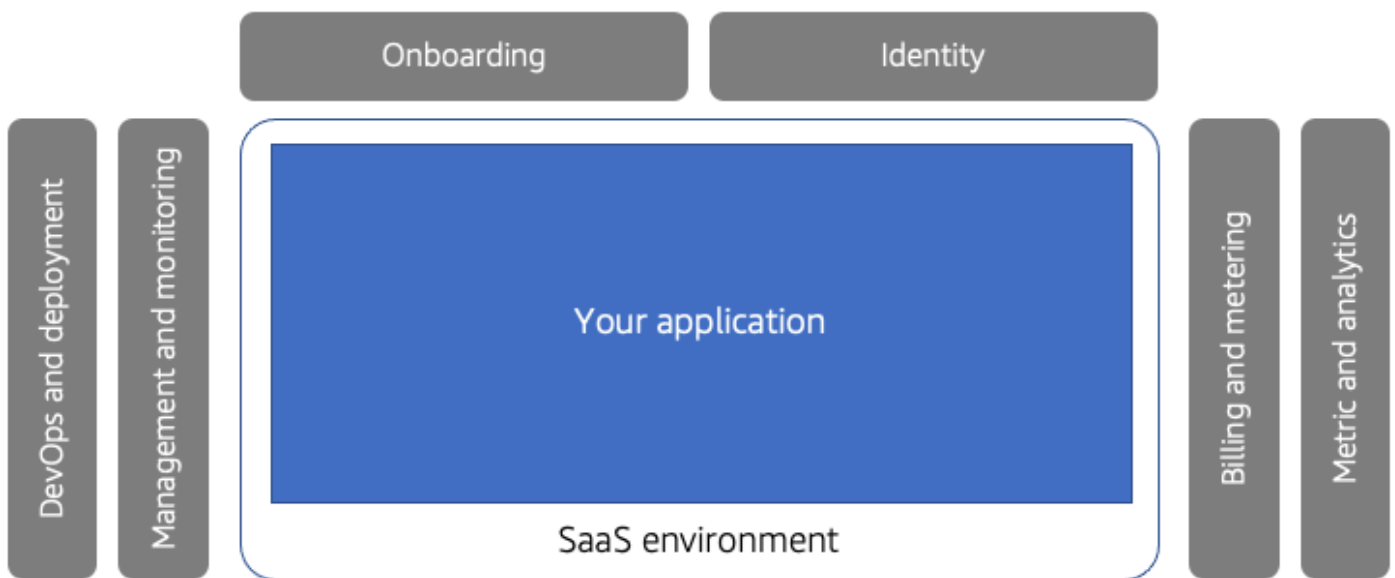 Onboarding
Identity
DevOps and deployment
Management and monitoring
Your application
SaaS environment
Billing and metering
Metric and analytics